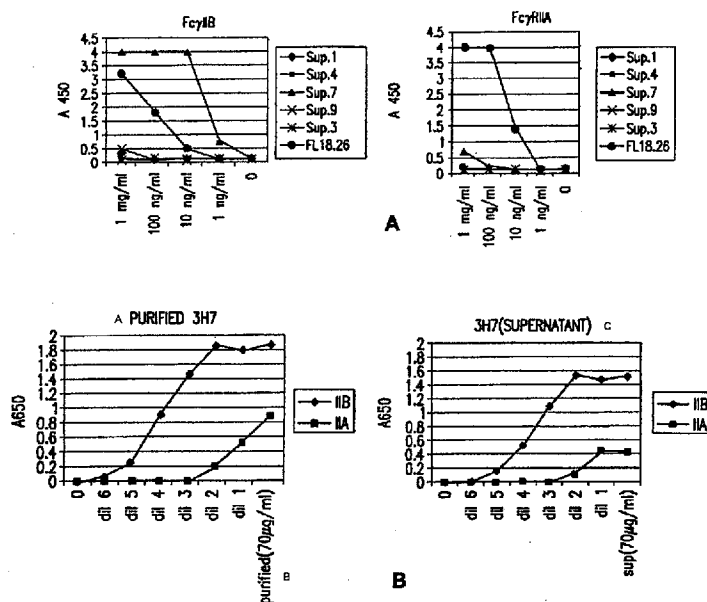 FcγIIB
A 450
4.5
4
3.5
3
2.5
2
1.5
1
0.5
0
1 mg/ml
100 ng/ml
10 ng/ml
1 mg/ml
0
Sup.1
Sup.4
Sup.7
Sup.9
Sup.3
FL18.26
FcγRIIA
A 450
4.5
4
3.5
3
2.5
2
1.5
1
0.5
0
1 mg/ml
100 ng/ml
10 ng/ml
1 ng/ml
0
Sup.1
Sup.4
Sup.7
Sup.9
Sup.3
FL18.26
A
A PURIFIED 3H7
A650
2
1.8
1.6
1.4
1.2
1
0.8
0.6
0.4
0.2
0
0
dil 6
dil 5
dil 4
dil 3
dil 2
dil 1
purified(70μg/ml)
IIB
IIA
B
3H7(SUPERNATANT) C
A650
2
1.8
1.6
1.4
1.2
1
0.8
0.6
0.4
0.2
0
0
dil 6
dil 5
dil 4
dil 3
dil 2
dil 1
sup(70μg/ml)
IIB
IIA
B